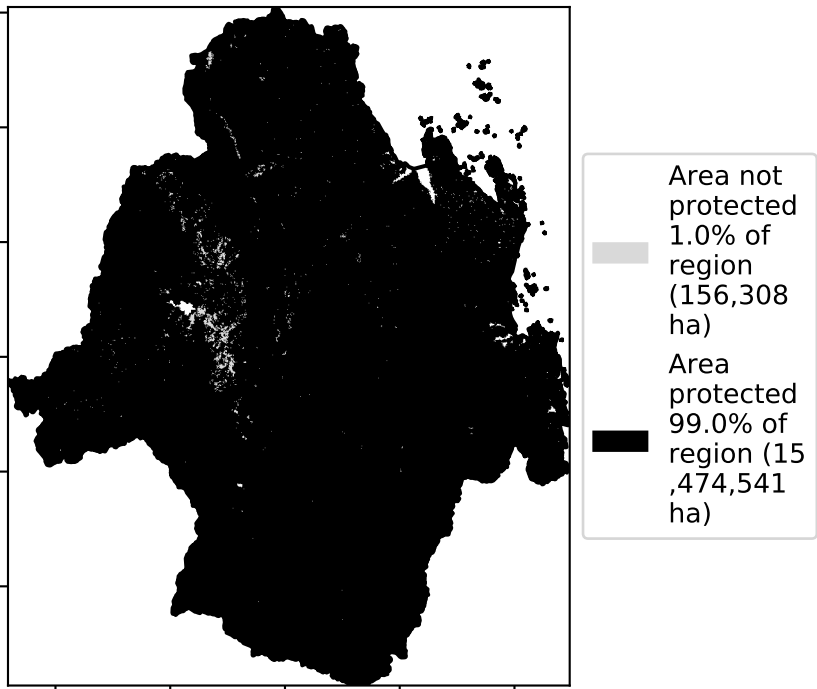 Area not
protected
1.0% of
region
(156,308
ha)
Area
protected
99.0% of
region (15
,474,541
ha)